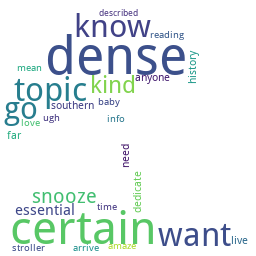 described
know
reading
dense
mean
anyone
history
topic
kind
go
southern
baby
love
ugh
info
far
need
dedicate
snooze
essential
time
certain
want
live
stroller
arrive
amaze